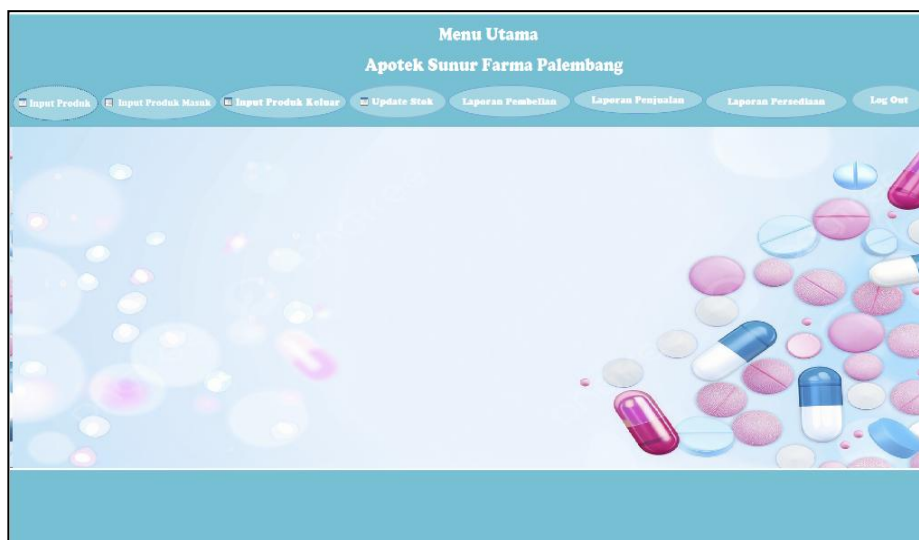 Menu Utama
Apotek Sunur Farma Palembang
Input Produk Input Produk Masuk Input Produk Keluar Update Stok Laporan Pembelian Laporan Penjualan Laporan Persediaan Log Out